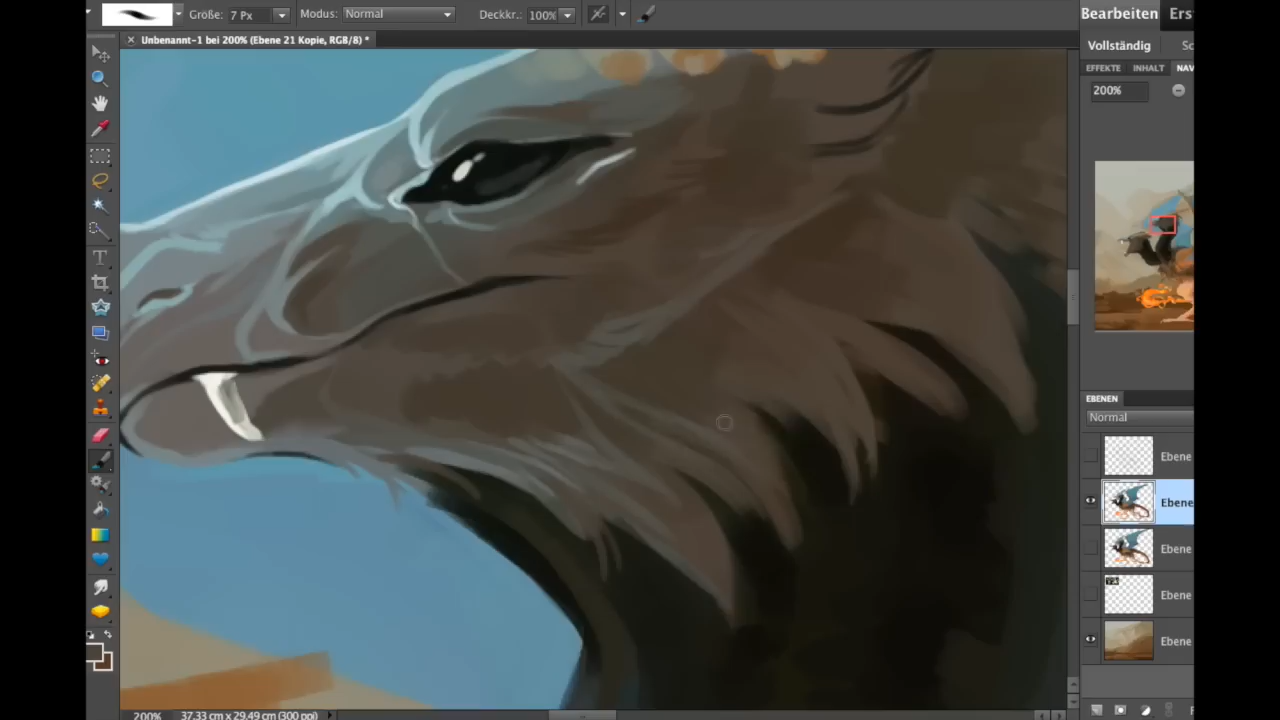 Größe: 7 Px Modus: Normal Deckkr.: 100%
Bearbeiten Ers
Unbenannt-1 bei 200% (Ebene 21 Kopie, RGB/8) *
Vollständig Sc
EFFEKTE INHALT NAV
200%
EBENEN
Normal
Ebene
Ebene
Ebene
Ebene
Ebene
200% 37,33 cm x 29,49 cm (300 ppi)